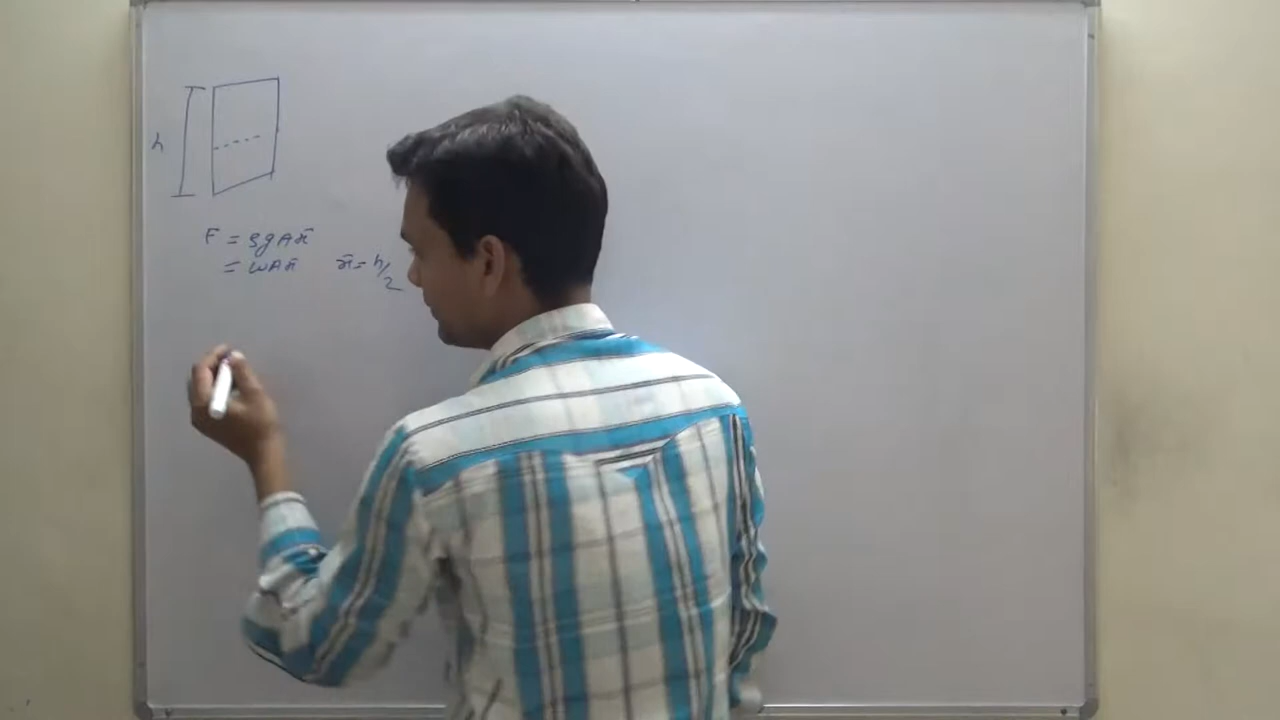 h
F = ρgAx̄
= wAx̄ x̄ = h/2